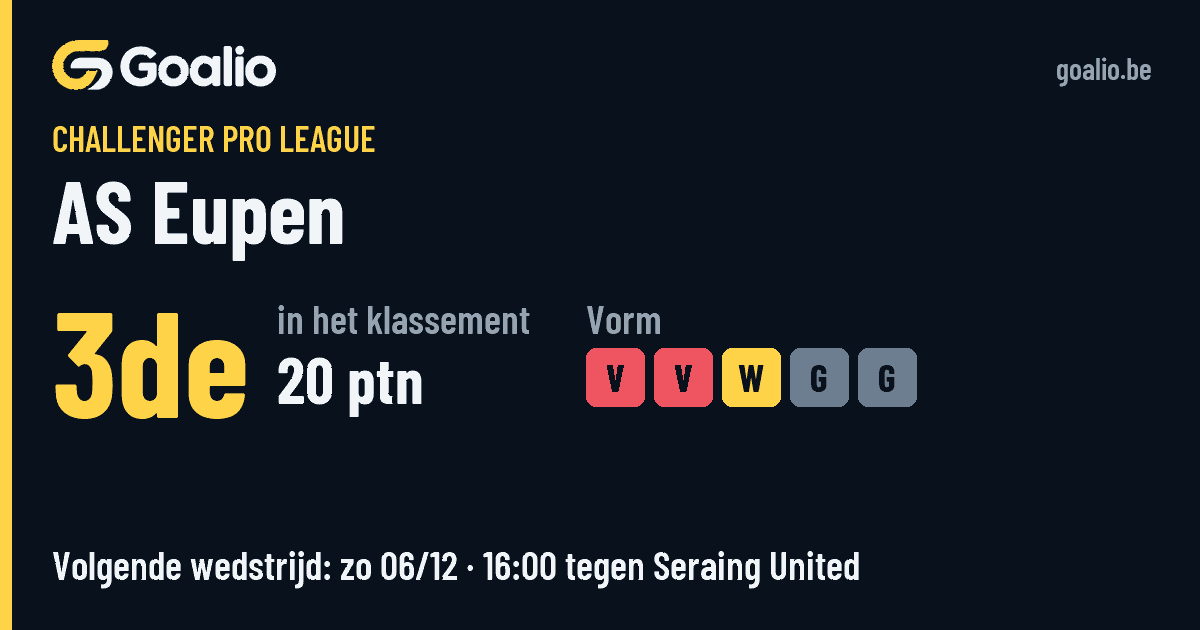 Goalio
goalio.be
CHALLENGER PRO LEAGUE
AS Eupen
3de
in het klassement
20 ptn
Vorm
V V W G G
Volgende wedstrijd: zo 06/12 · 16:00 tegen Seraing United